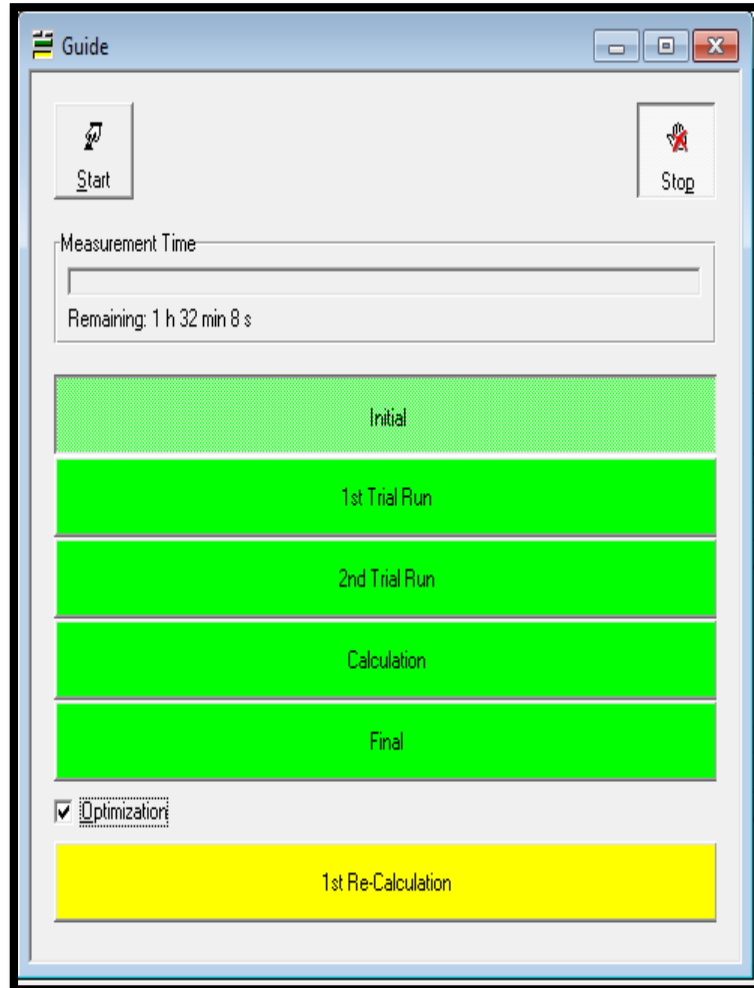 Guide
Start
Stop
Measurement Time
Remaining: 1 h 32 min 8 s
Initial
1st Trial Run
2nd Trial Run
Calculation
Final
Optimization
1st Re-Calculation